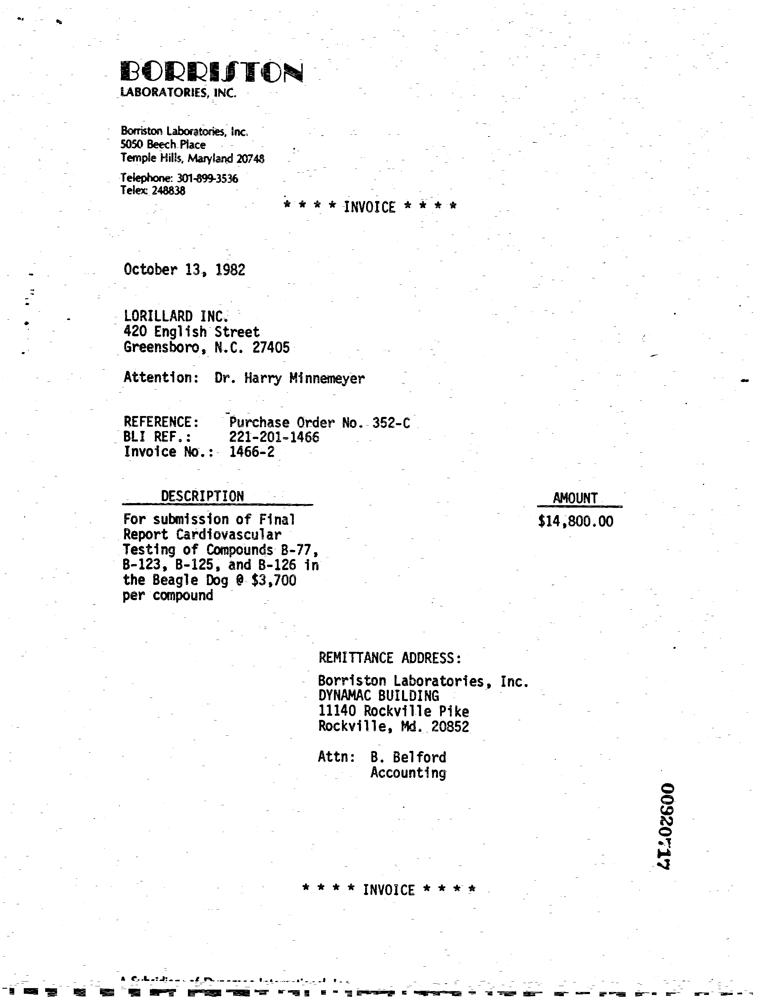 BORRISTON
LABORATORIES, INC.
Borriston Laboratories, Inc.
5050 Beech Place
Temple Hills, Maryland 20748
Telephone: 301-899-3536
Telex: 248838
* * * * INVOICE * * * *
October 13, 1982
LORILLARD INC.
420 English Street
Greensboro, N.C. 27405
Attention: Dr. Harry Minnemeyer
REFERENCE: Purchase Order No. 352-C
BLI REF.: 221-201-1466
Invoice No.: 1466-2
DESCRIPTION AMOUNT
For submission of Final $14,800.00
Report Cardiovascular
Testing of Compounds B-77,
B-123, B-125, and B-126 in
the Beagle Dog @ $3,700
per compound
REMITTANCE ADDRESS:
Borriston Laboratories, Inc.
DYNAMAC BUILDING
11140 Rockville Pike
Rockville, Md. 20852
Attn: B. Belford
Accounting
00920717
* * * * INVOICE * * * *
A Subsidiary of